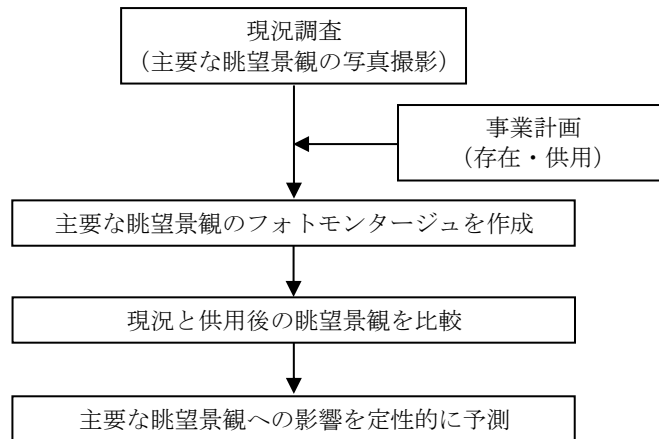 現況調査
(主要な眺望景観の写真撮影)
事業計画
(存在・供用)
主要な眺望景観のフォトモンタージュを作成
現況と供用後の眺望景観を比較
主要な眺望景観への影響を定性的に予測